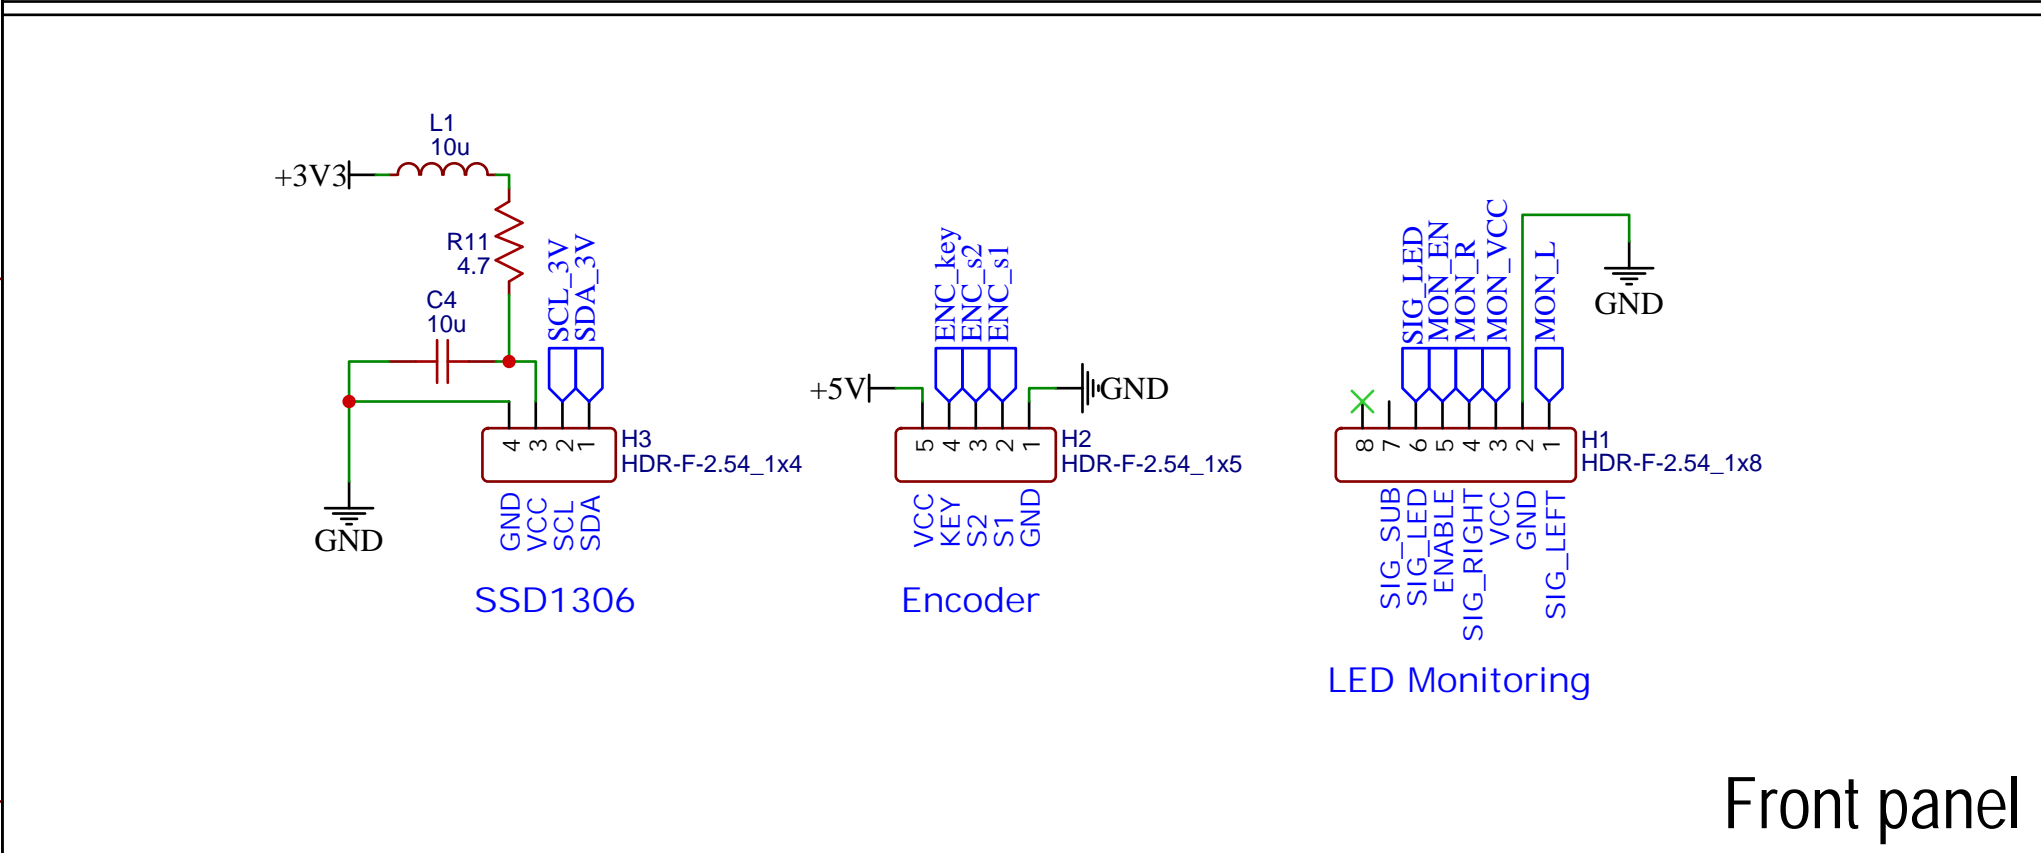 L1
10u
+3V3
R11
4.7
SCL_3V
SDA_3V
C4
10u
GND
4
3
2
1
H3
HDR-F-2.54_1x4
GND
VCC
SCL
SDA
SSD1306
ENC_key
ENC_s2
ENC_s1
+5V
GND
5
4
3
2
1
H2
HDR-F-2.54_1x5
VCC
KEY
S2
S1
GND
Encoder
SIG_LED
MON_EN
MON_R
MON_VCC
MON_L
GND
8
7
6
5
4
3
2
1
H1
HDR-F-2.54_1x8
SIG_SUB
SIG_LED
ENABLE
SIG_RIGHT
VCC
GND
SIG_LEFT
LED Monitoring
Front panel